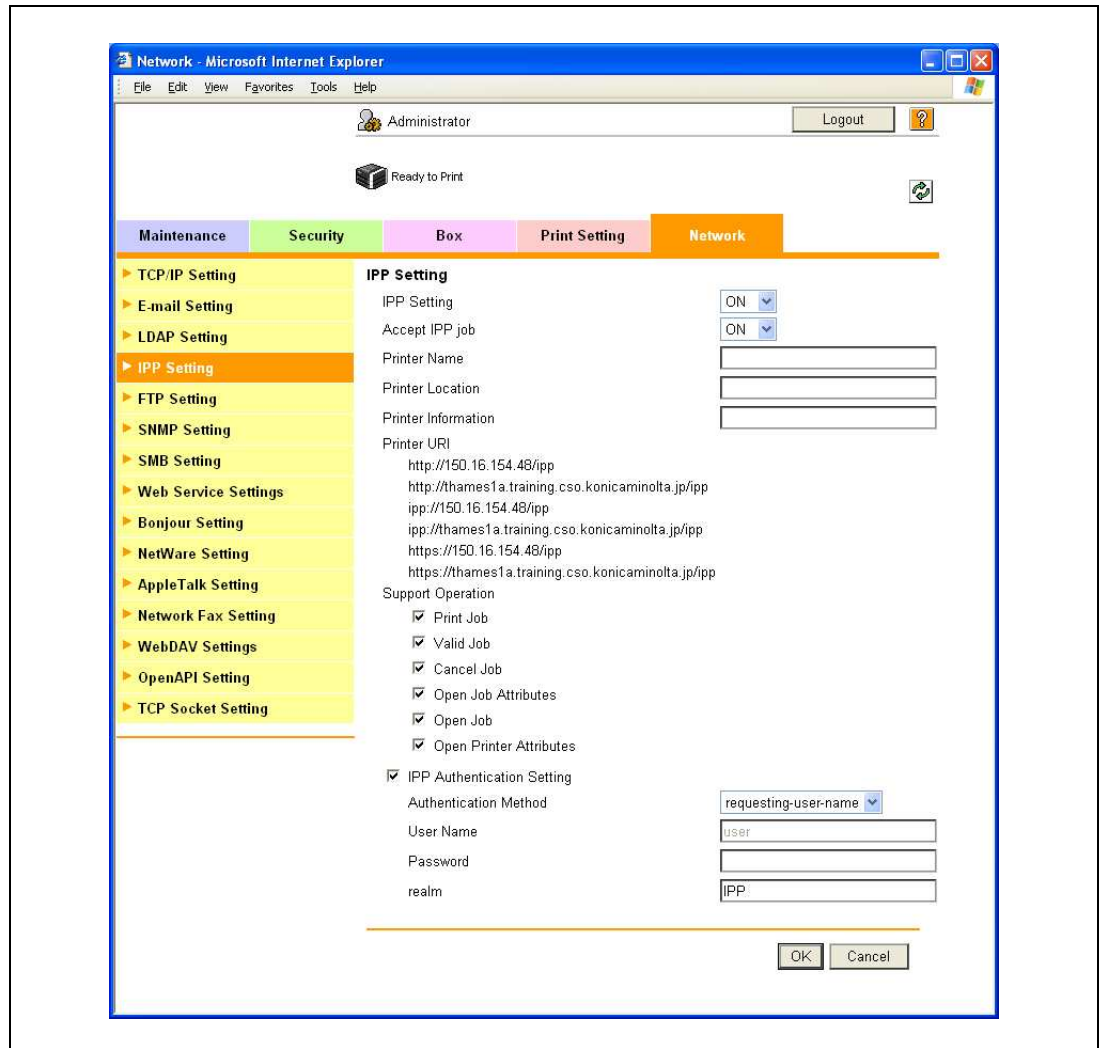 Network - Microsoft Internet Explorer
File Edit View Favorites Tools Help
Administrator
Logout
?
Ready to Print
Maintenance Security Box Print Setting Network
TCP/IP Setting
E-mail Setting
LDAP Setting
IPP Setting
FTP Setting
SNMP Setting
SMB Setting
Web Service Settings
Bonjour Setting
NetWare Setting
AppleTalk Setting
Network Fax Setting
WebDAV Settings
OpenAPI Setting
TCP Socket Setting
IPP Setting
IPP Setting ON
Accept IPP job ON
Printer Name
Printer Location
Printer Information
Printer URI
http://150.16.154.48/ipp
http://thames1a.training.cso.konicaminolta.jp/ipp
ipp://150.16.154.48/ipp
ipp://thames1a.training.cso.konicaminolta.jp/ipp
https://150.16.154.48/ipp
https://thames1a.training.cso.konicaminolta.jp/ipp
Support Operation
Print Job
Valid Job
Cancel Job
Open Job Attributes
Open Job
Open Printer Attributes
IPP Authentication Setting
Authentication Method requesting-user-name
User Name user
Password
realm IPP
OK Cancel